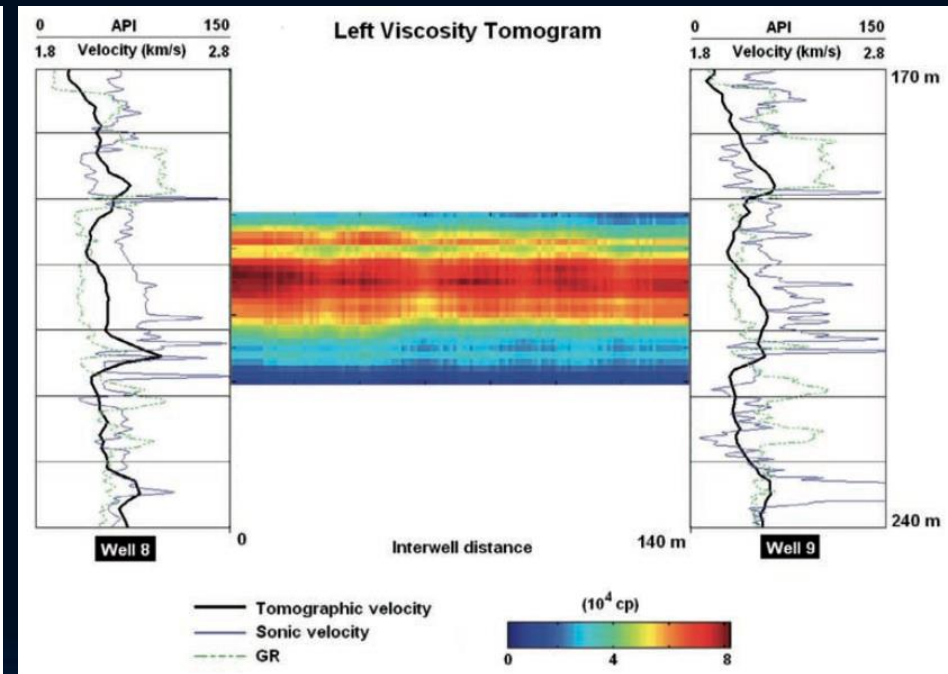 Left Viscosity Tomogram
0 API 150
1.8 Velocity (km/s) 2.8
0 API 150
1.8 Velocity (km/s) 2.8
170 m
240 m
Well 8
0
Interwell distance
140 m
Well 9
Tomographic velocity
Sonic velocity
GR
(10⁴ cp)
0 4 8